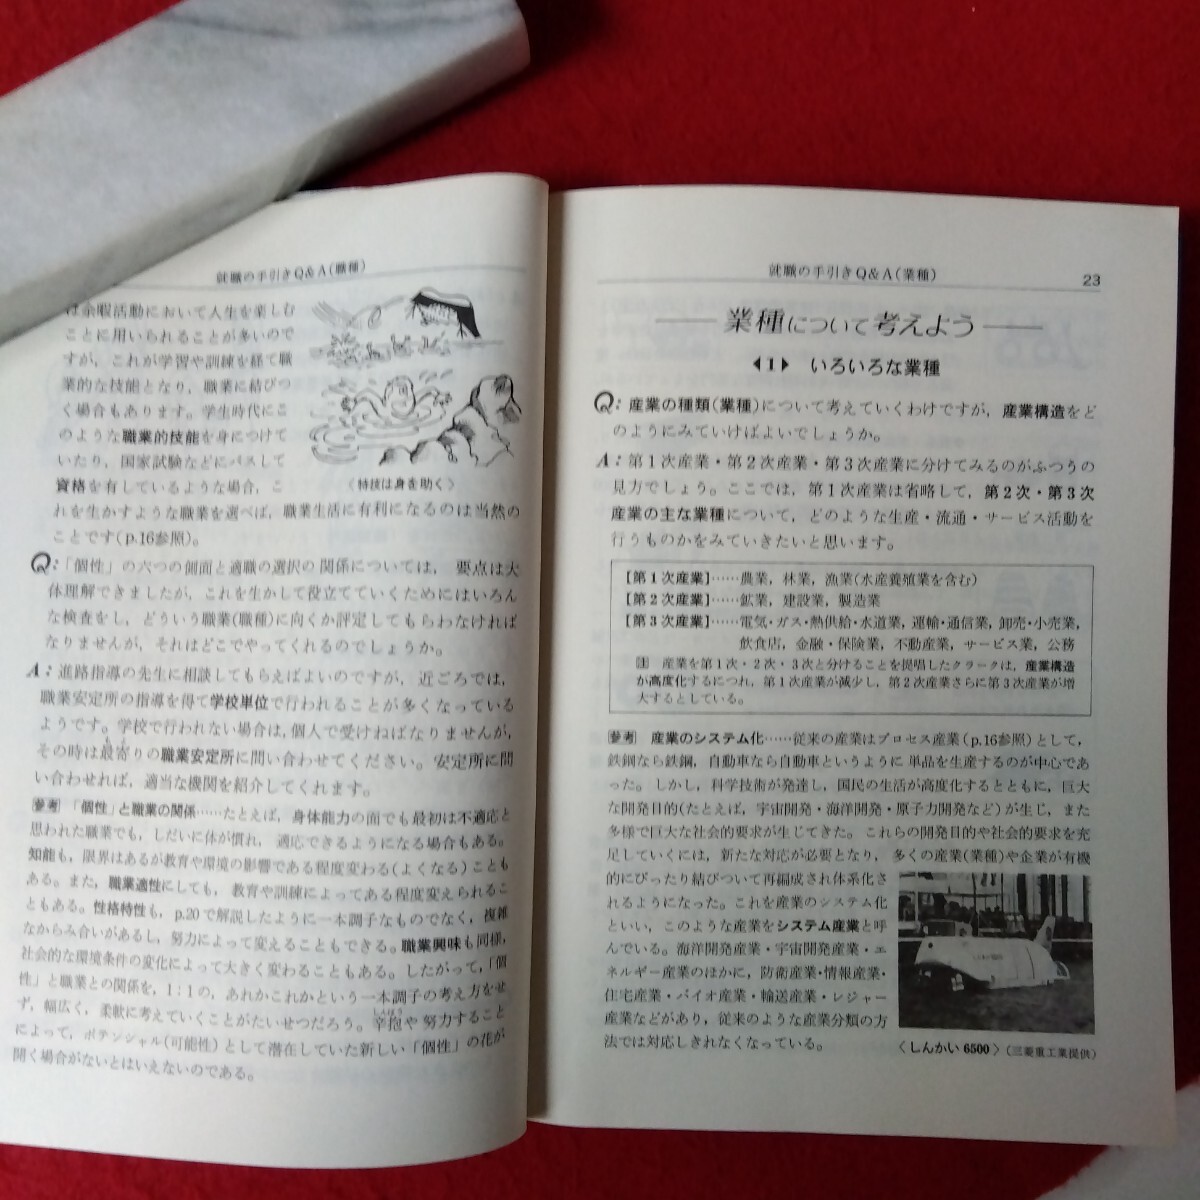 就職の手引きQ&A(職種)
は余暇活動において人生を楽しむ
ことに用いられることが多いので
すが，これが学習や訓練を経て職
業的な技能となり，職業に結びつ
く場合もあります。学生時代にこ
のような職業的技能を身につけて
いたり，国家試験などにパスして
資格を有しているような場合，こ
〈特技は身を助く〉
れを生かすような職業を選べば，職業生活に有利になるのは当然の
ことです(p.16参照)。
Q:「個性」の六つの側面と適職の選択の関係については，要点は大
体理解できましたが，これを生かして役立てていくためにはいろん
な検査をし，どういう職業(職種)に向くか評定してもらわなければ
なりませんが，それはどこでやってくれるのでしょうか。
A:進路指導の先生に相談してもらえばよいのですが，近ごろでは，
職業安定所の指導を得て学校単位で行われることが多くなっている
ようです。学校で行われない場合は，個人で受けねばなりませんが，
その時は最寄りの職業安定所に問い合わせてください。安定所に問
い合わせれば，適当な機関を紹介してくれます。
参考 「個性」と職業の関係……たとえば，身体能力の面でも最初は不適応と
思われた職業でも，しだいに体が慣れ，適応できるようになる場合もある。
知能も，限界はあるが教育や環境の影響である程度変わる(よくなる)ことも
ある。また，職業適性にしても，教育や訓練によってある程度変えられるこ
ともある。性格特性も，p.20で解説したように一本調子なものでなく，複雑
なからみ合いがあるし，努力によって変えることもできる。職業興味も同様，
社会的な環境条件の変化によって大きく変わることもある。したがって，「個
性」と職業との関係を，1：1の，あれかこれかという一本調子の考え方をせ
ず，幅広く，柔軟に考えていくことがたいせつだろう。辛抱や努力すること
によって，ポテンシャル(可能性)として潜在していた新しい「個性」の花が
開く場合がないとはいえないのである。
就職の手引きQ&A(業種)
23
業種について考えよう
◀1▶ いろいろな業種
Q:産業の種類(業種)について考えていくわけですが，産業構造をど
のようにみていけばよいでしょうか。
A:第1次産業・第2次産業・第3次産業に分けてみるのがふつうの
見方でしょう。ここでは，第1次産業は省略して，第2次・第3次
産業の主な業種について，どのような生産・流通・サービス活動を
行うものかをみていきたいと思います。
【第1次産業】……農業，林業，漁業(水産養殖業を含む)
【第2次産業】……鉱業，建設業，製造業
【第3次産業】……電気・ガス・熱供給・水道業，運輸・通信業，卸売・小売業，
飲食店，金融・保険業，不動産業，サービス業，公務
注 産業を第1次・2次・3次と分けることを提唱したクラークは，産業構造
が高度化するにつれ，第1次産業が減少し，第2次産業さらに第3次産業が増
大するとしている。
参考 産業のシステム化……従来の産業はプロセス産業(p.16参照)として，
鉄鋼なら鉄鋼，自動車なら自動車というように単品を生産するのが中心であ
った。しかし，科学技術が発達し，国民の生活が高度化するとともに，巨大
な開発目的(たとえば，宇宙開発・海洋開発・原子力開発など)が生じ，また
多様で巨大な社会的要求が生じてきた。これらの開発目的や社会的要求を充
足していくには，新たな対応が必要となり，多くの産業(業種)や企業が有機
的にぴったり結びついて再編成され体系化さ
れるようになった。これを産業のシステム化
といい，このような産業をシステム産業と呼
んでいる。海洋開発産業・宇宙開発産業・エ
ネルギー産業のほかに，防衛産業・情報産業・
住宅産業・バイオ産業・輸送産業・レジャー
産業などがあり，従来のような産業分類の方
法では対応しきれなくなっている。
〈しんかい6500〉(三菱重工業提供)